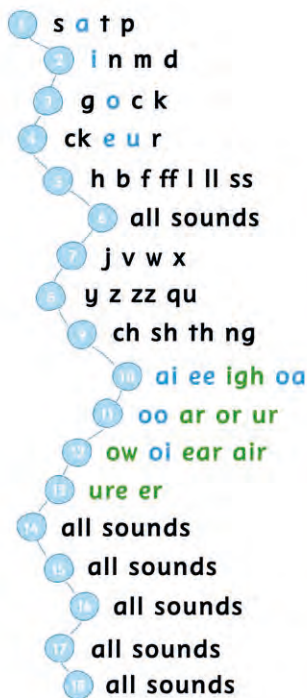 1 s a t p
2 i n m d
3 g o c k
4 ck e u r
5 h b f ff l ll ss
6 all sounds
7 j v w x
8 y z zz qu
9 ch sh th ng
10 ai ee igh oa
11 oo ar or ur
12 ow oi ear air
13 ure er
14 all sounds
15 all sounds
16 all sounds
17 all sounds
18 all sounds